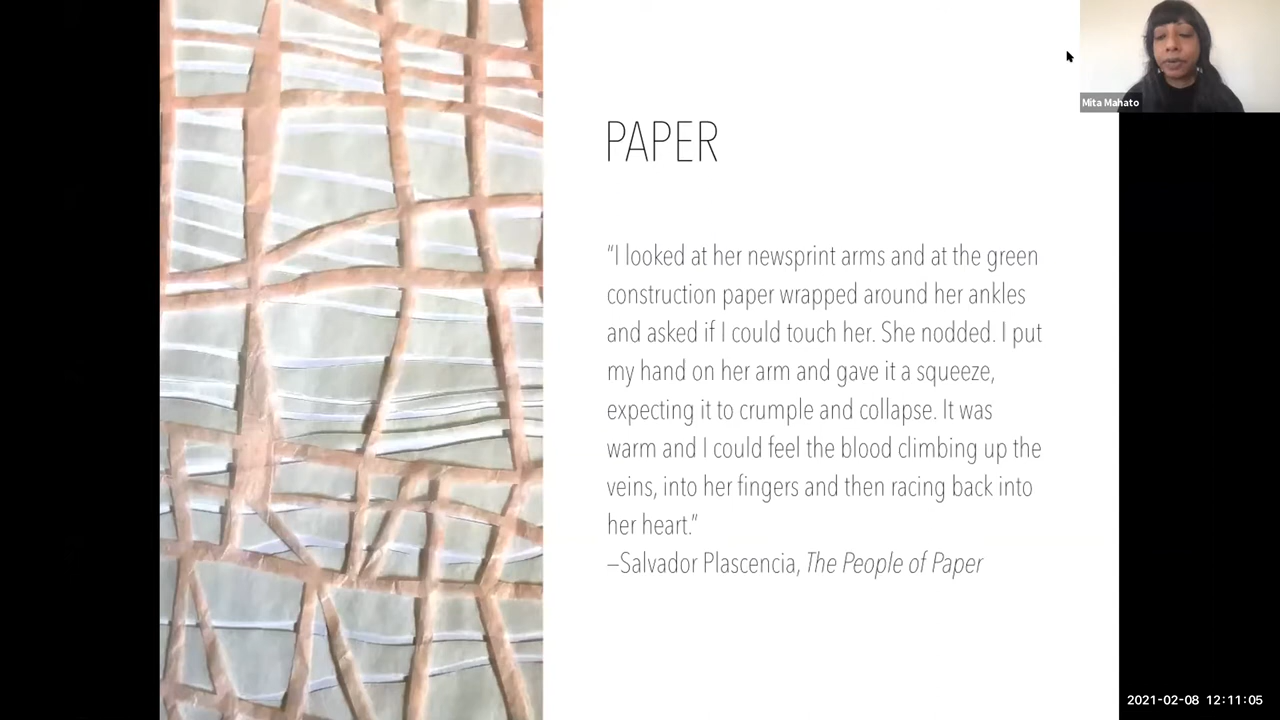 Mita Mahato
PAPER
“I looked at her newsprint arms and at the green
construction paper wrapped around her ankles
and asked if I could touch her. She nodded. I put
my hand on her arm and gave it a squeeze,
expecting it to crumple and collapse. It was
warm and I could feel the blood climbing up the
veins, into her fingers and then racing back into
her heart.”
–Salvador Plascencia, The People of Paper
2021-02-08 12:11:05